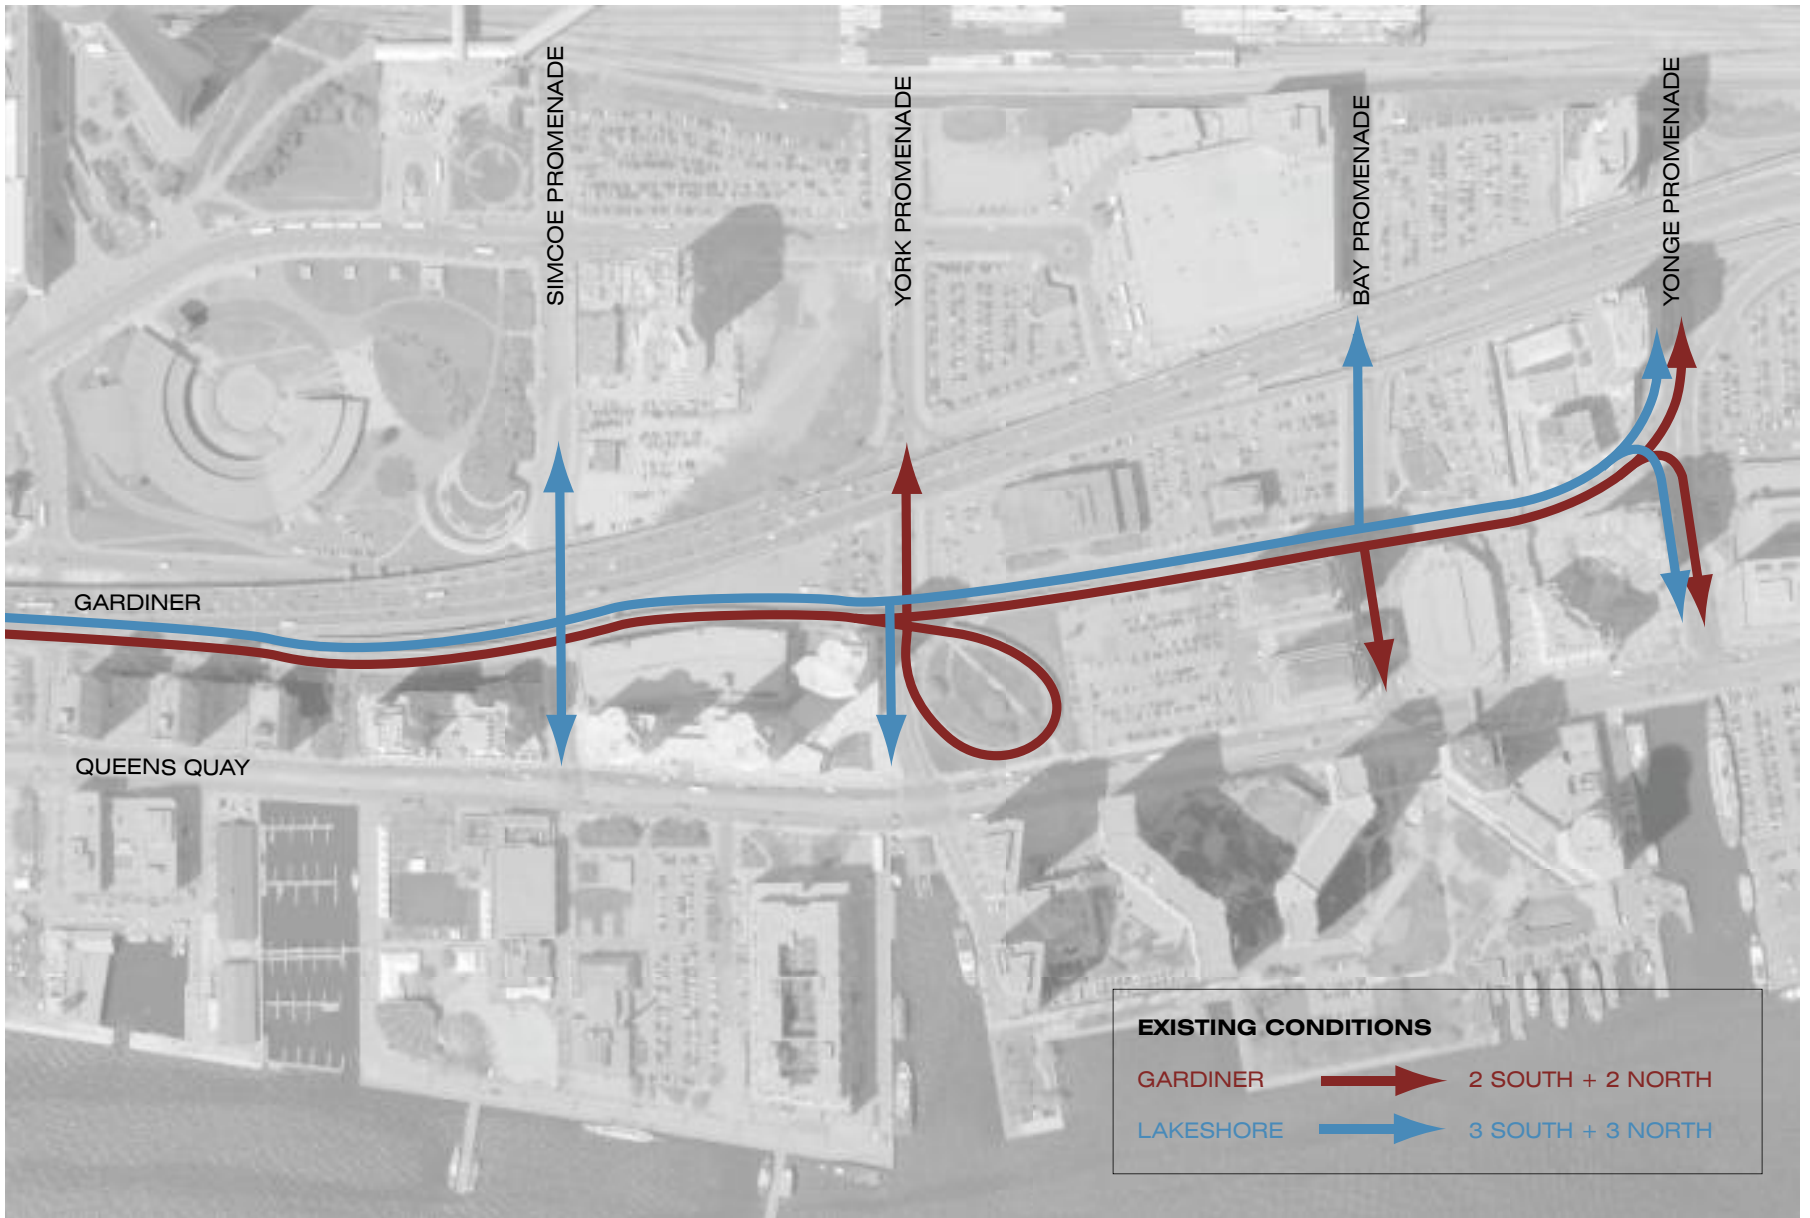 SIMCOE PROMENADE
YORK PROMENADE
BAY PROMENADE
YONGE PROMENADE
GARDINER
QUEENS QUAY
EXISTING CONDITIONS
GARDINER 2 SOUTH + 2 NORTH
LAKESHORE 3 SOUTH + 3 NORTH